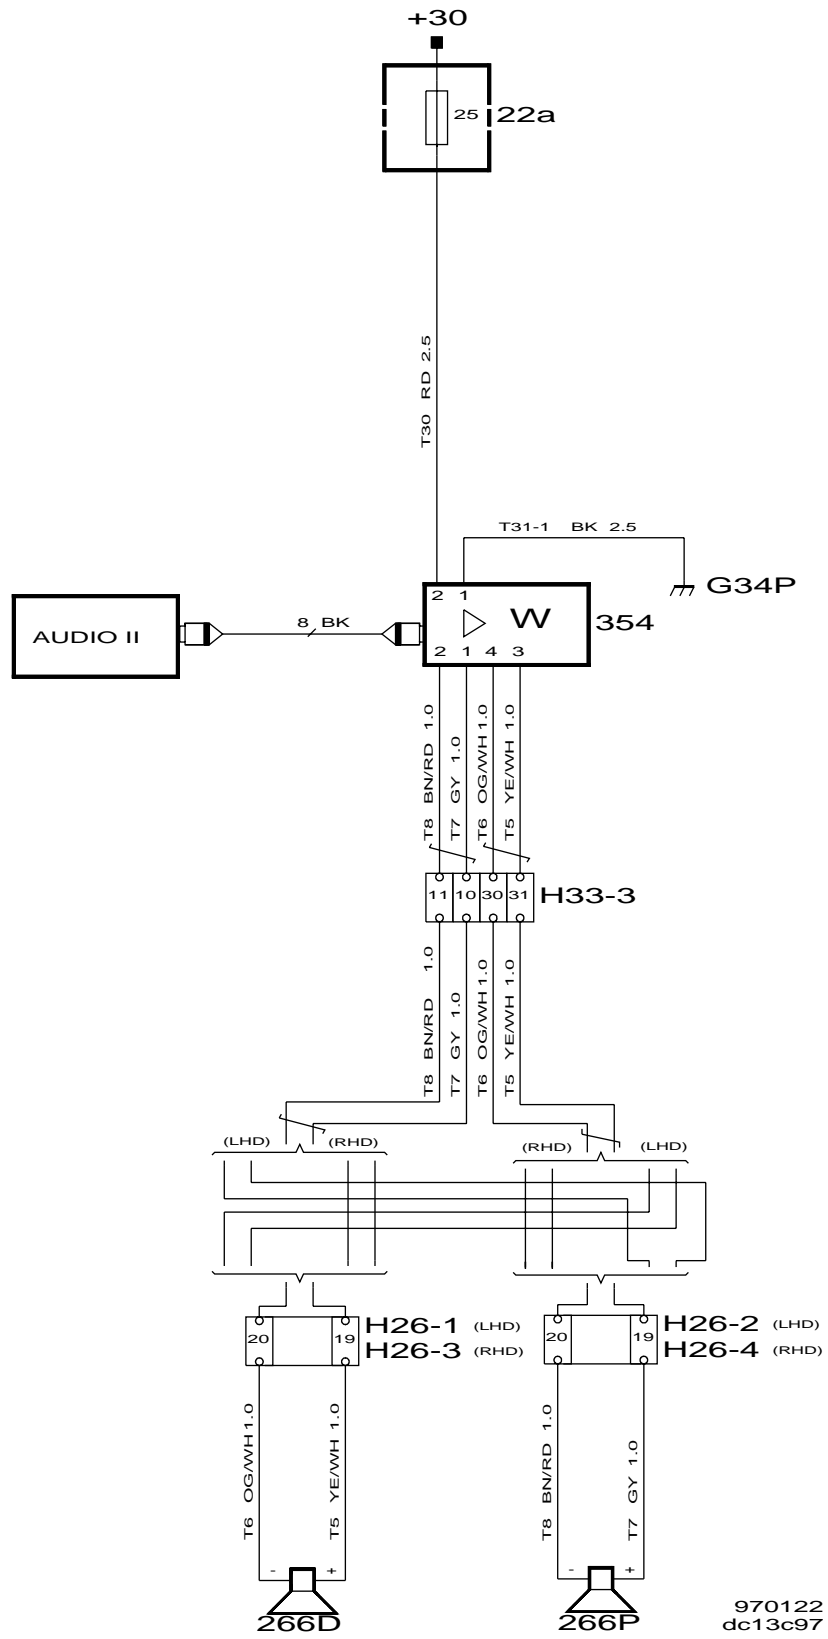 +30
25
22a
T30 RD 2.5
T31-1 BK 2.5
G34P
2 1
AUDIO II
8 BK
W
354
2 1 4 3
T8 BN/RD 1.0
T7 GY 1.0
T6 OG/WH 1.0
T5 YE/WH 1.0
11 10 30 31
H33-3
T8 BN/RD 1.0
T7 GY 1.0
T6 OG/WH 1.0
T5 YE/WH 1.0
(LHD) (RHD)
(RHD) (LHD)
20 19
H26-1 (LHD)
H26-3 (RHD)
20 19
H26-2 (LHD)
H26-4 (RHD)
T6 OG/WH 1.0
T5 YE/WH 1.0
T8 BN/RD 1.0
T7 GY 1.0
- +
- +
266D
266P
970122
dc13c97